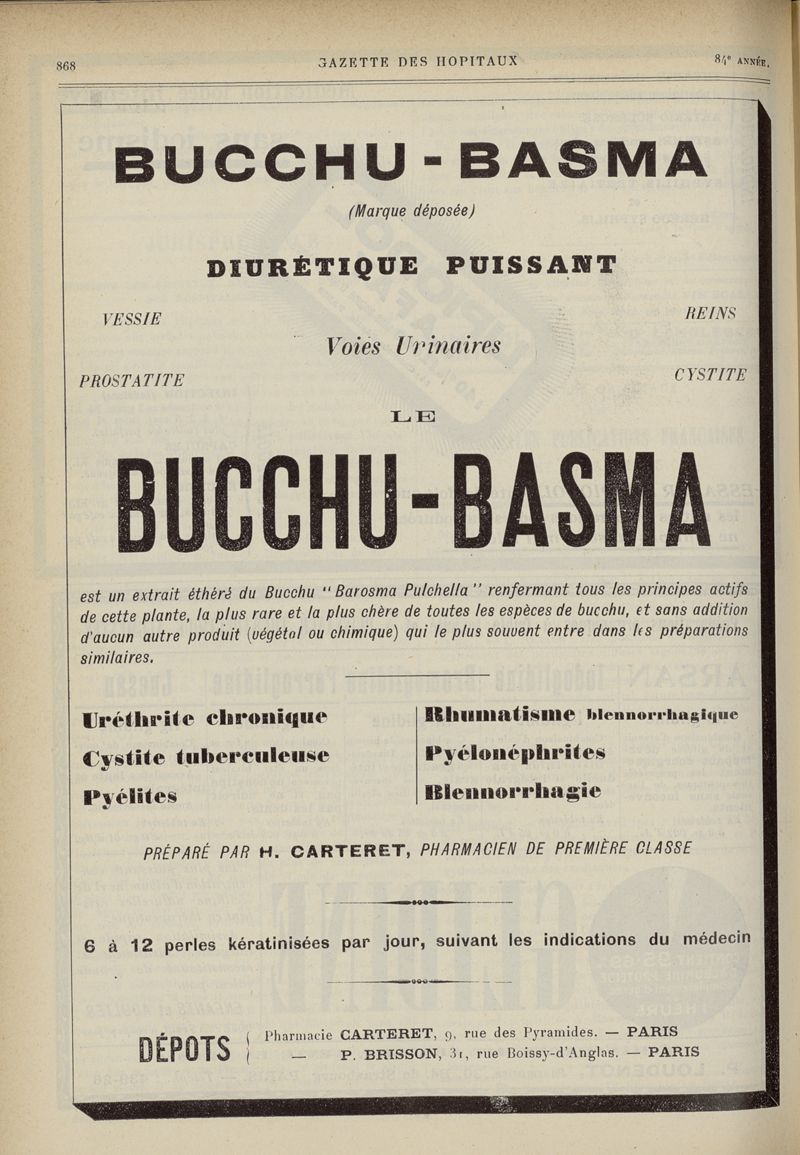 868 GAZETTE DES HOPITAUX 84e ANNÉE.
BUCCHU-BASMA
(Marque déposée)
DIURÉTIQUE PUISSANT
VESSIE REINS
Voies Urinaires
PROSTATITE CYSTITE
LE
BUCCHU-BASMA
est un extrait éthéré du Bucchu "Barosma Pulchella" renfermant tous les principes actifs
de cette plante, la plus rare et la plus chère de toutes les espèces de bucchu, et sans addition
d'aucun autre produit (végétal ou chimique) qui le plus souvent entre dans les préparations
similaires.
Uréthrite chronique
Cystite tuberculeuse
Pyélites
Rhumatisme blennorrhagique
Pyélonéphrites
Blennorrhagie
PRÉPARÉ PAR H. CARTERET, PHARMACIEN DE PREMIÈRE CLASSE
6 à 12 perles kératinisées par jour, suivant les indications du médecin
DÉPOTS
Pharmacie CARTERET, 9, rue des Pyramides. — PARIS
— P. BRISSON, 31, rue Boissy-d'Anglas. — PARIS